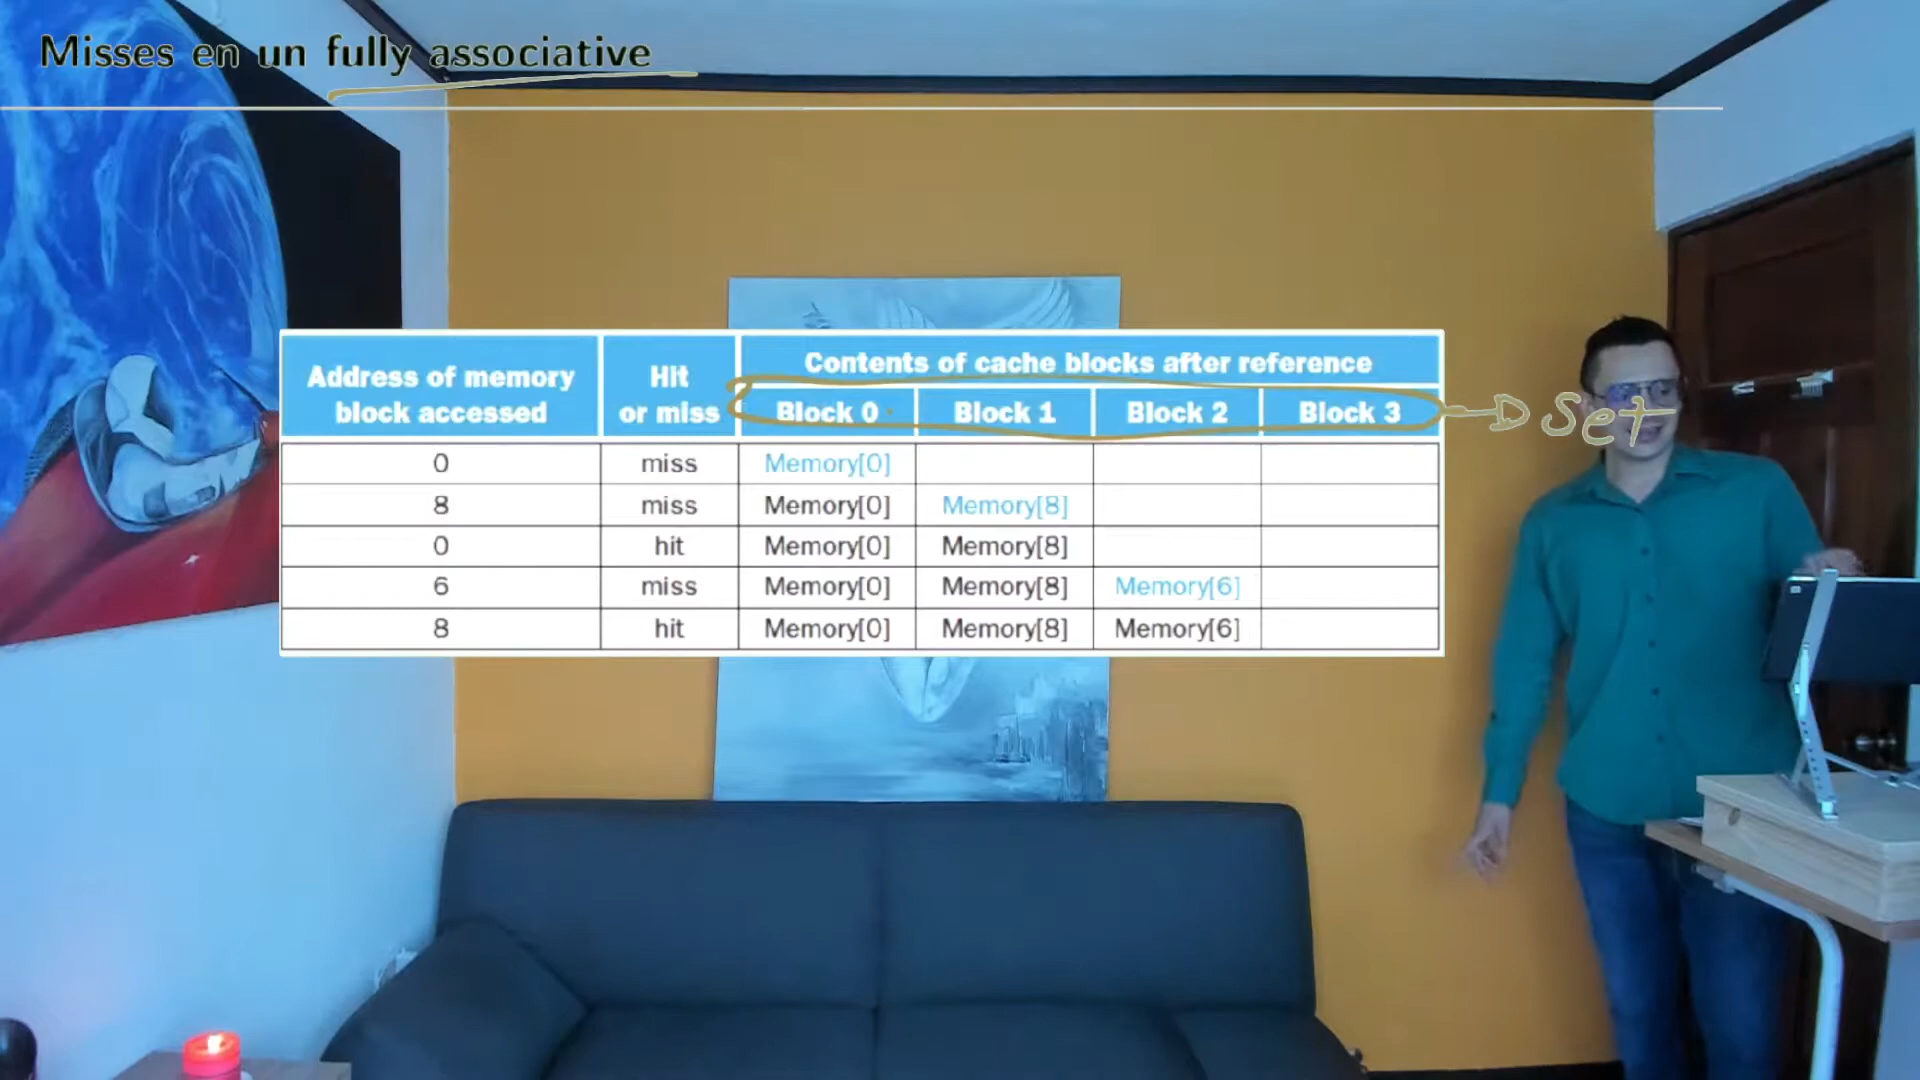 Misses en un fully associative
Address of memory block accessed | Hit or miss | Contents of cache blocks after reference
Block 0 | Block 1 | Block 2 | Block 3 → Set
0 | miss | Memory[0]
8 | miss | Memory[0] | Memory[8]
0 | hit | Memory[0] | Memory[8]
6 | miss | Memory[0] | Memory[8] | Memory[6]
8 | hit | Memory[0] | Memory[8] | Memory[6]